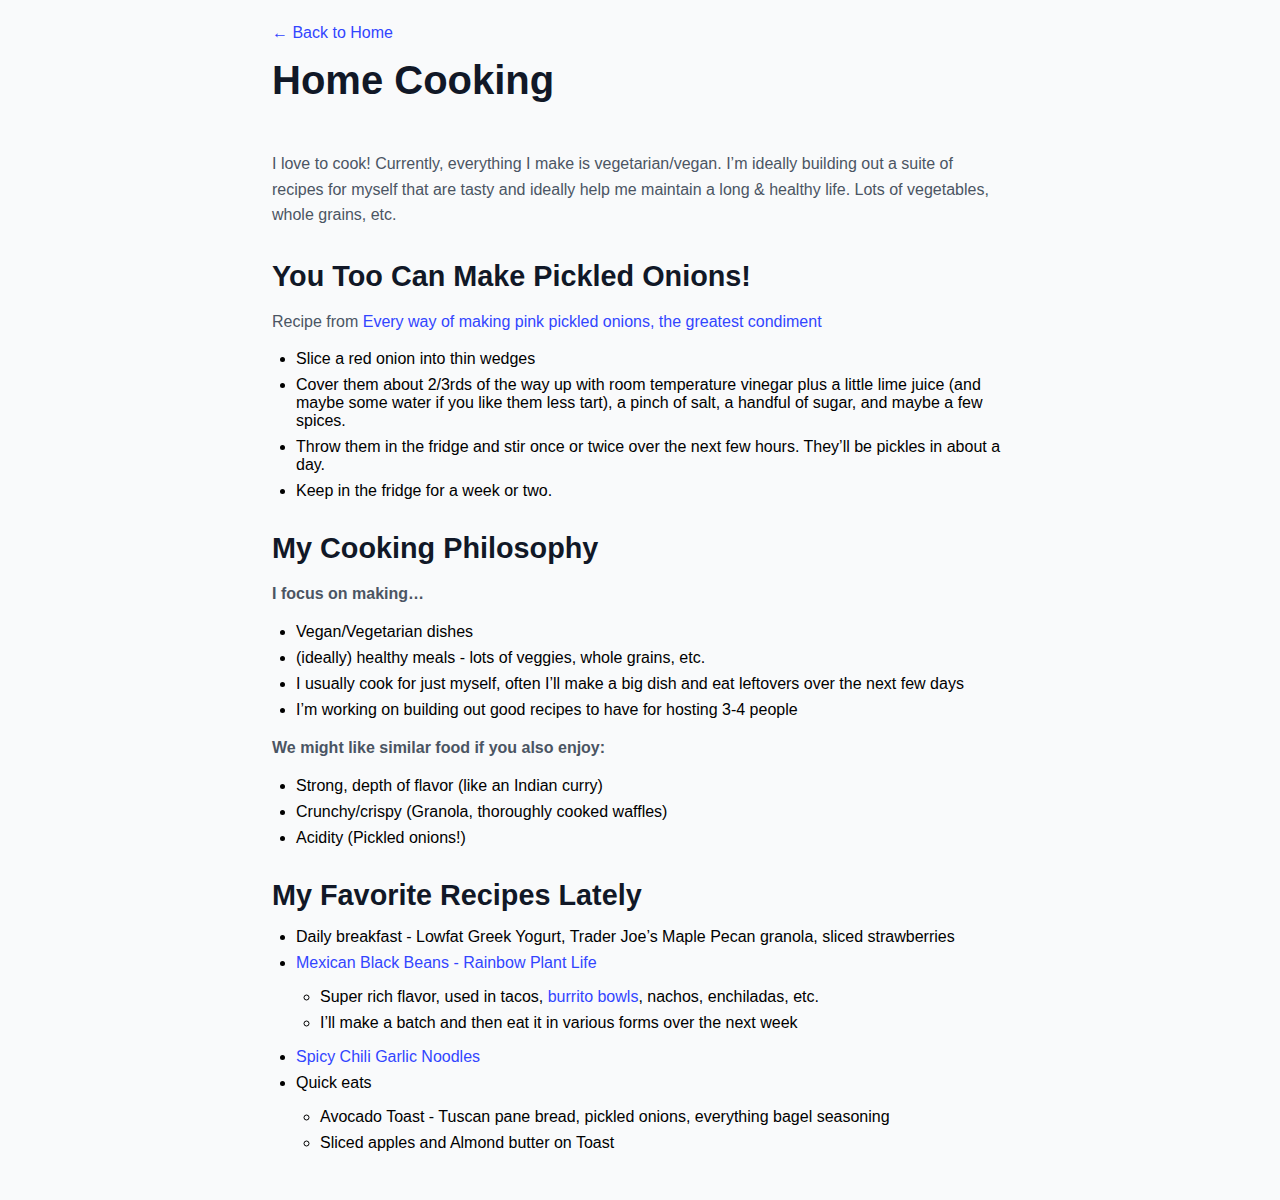 ← Back to Home
Home Cooking
I love to cook! Currently, everything I make is vegetarian/vegan. I’m ideally building out a suite of
recipes for myself that are tasty and ideally help me maintain a long & healthy life. Lots of vegetables,
whole grains, etc.
You Too Can Make Pickled Onions!
Recipe from Every way of making pink pickled onions, the greatest condiment
• Slice a red onion into thin wedges
• Cover them about 2/3rds of the way up with room temperature vinegar plus a little lime juice (and
maybe some water if you like them less tart), a pinch of salt, a handful of sugar, and maybe a few
spices.
• Throw them in the fridge and stir once or twice over the next few hours. They’ll be pickles in about a
day.
• Keep in the fridge for a week or two.
My Cooking Philosophy
I focus on making…
• Vegan/Vegetarian dishes
• (ideally) healthy meals - lots of veggies, whole grains, etc.
• I usually cook for just myself, often I’ll make a big dish and eat leftovers over the next few days
• I’m working on building out good recipes to have for hosting 3-4 people
We might like similar food if you also enjoy:
• Strong, depth of flavor (like an Indian curry)
• Crunchy/crispy (Granola, thoroughly cooked waffles)
• Acidity (Pickled onions!)
My Favorite Recipes Lately
• Daily breakfast - Lowfat Greek Yogurt, Trader Joe’s Maple Pecan granola, sliced strawberries
• Mexican Black Beans - Rainbow Plant Life
◦ Super rich flavor, used in tacos, burrito bowls, nachos, enchiladas, etc.
◦ I’ll make a batch and then eat it in various forms over the next week
• Spicy Chili Garlic Noodles
• Quick eats
◦ Avocado Toast - Tuscan pane bread, pickled onions, everything bagel seasoning
◦ Sliced apples and Almond butter on Toast